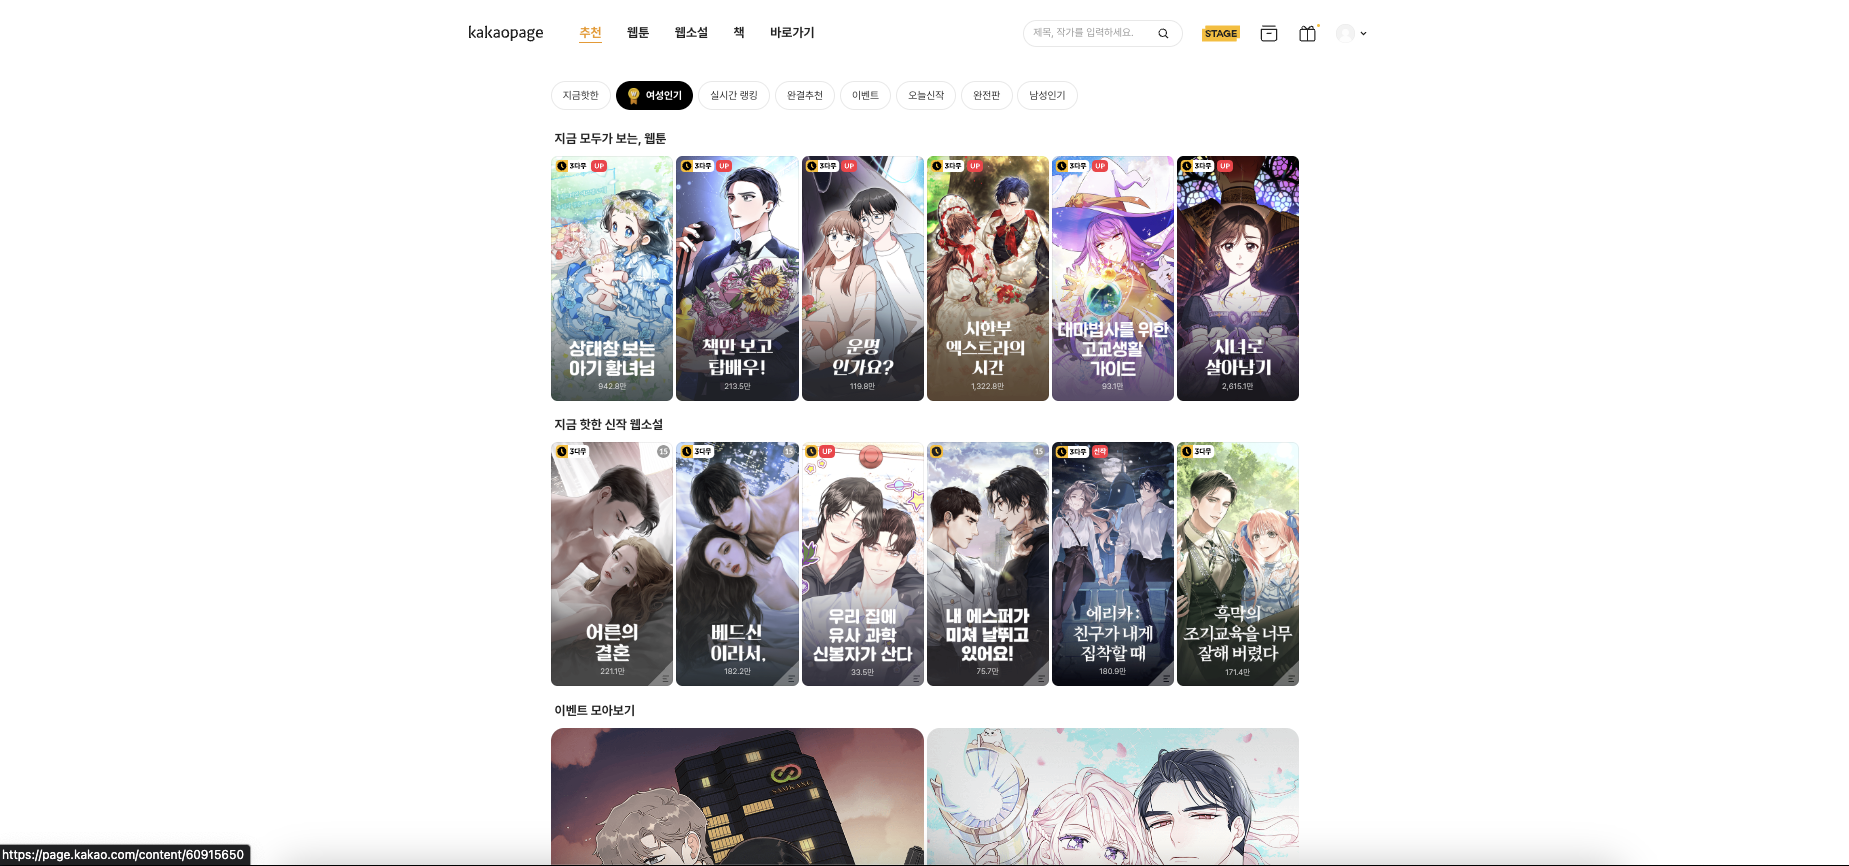 kakaopage 추천 웹툰 웹소설 책 바로가기 제목, 작가를 입력하세요. STAGE
지금핫한 여성인기 실시간 랭킹 완결추천 이벤트 오늘신작 완전판 남성인기
지금 모두가 보는, 웹툰
3다무 UP
상태창 보는
아기 황녀님
942.8만
3다무 UP
책만 보고
탑배우!
213.5만
3다무 UP
운명
인가요?
119.8만
3다무 UP
시한부
엑스트라의
시간
1,322.8만
3다무 UP
대마법사를 위한
고교생활
가이드
93.1만
3다무 UP
시녀로
살아남기
2,615.1만
지금 핫한 신작 웹소설
3다무 15
어른의
결혼
221.1만
3다무 15
베드신
이라서,
182.2만
UP
우리 집에
유사 과학
신봉자가 산다
33.5만
15
내 에스퍼가
미쳐 날뛰고
있어요!
75.7만
3다무 신작
에리카 :
친구가 내게
집착할 때
180.9만
3다무
흑막의
조기교육을 너무
잘해 버렸다
171.4만
이벤트 모아보기
https://page.kakao.com/content/60915650